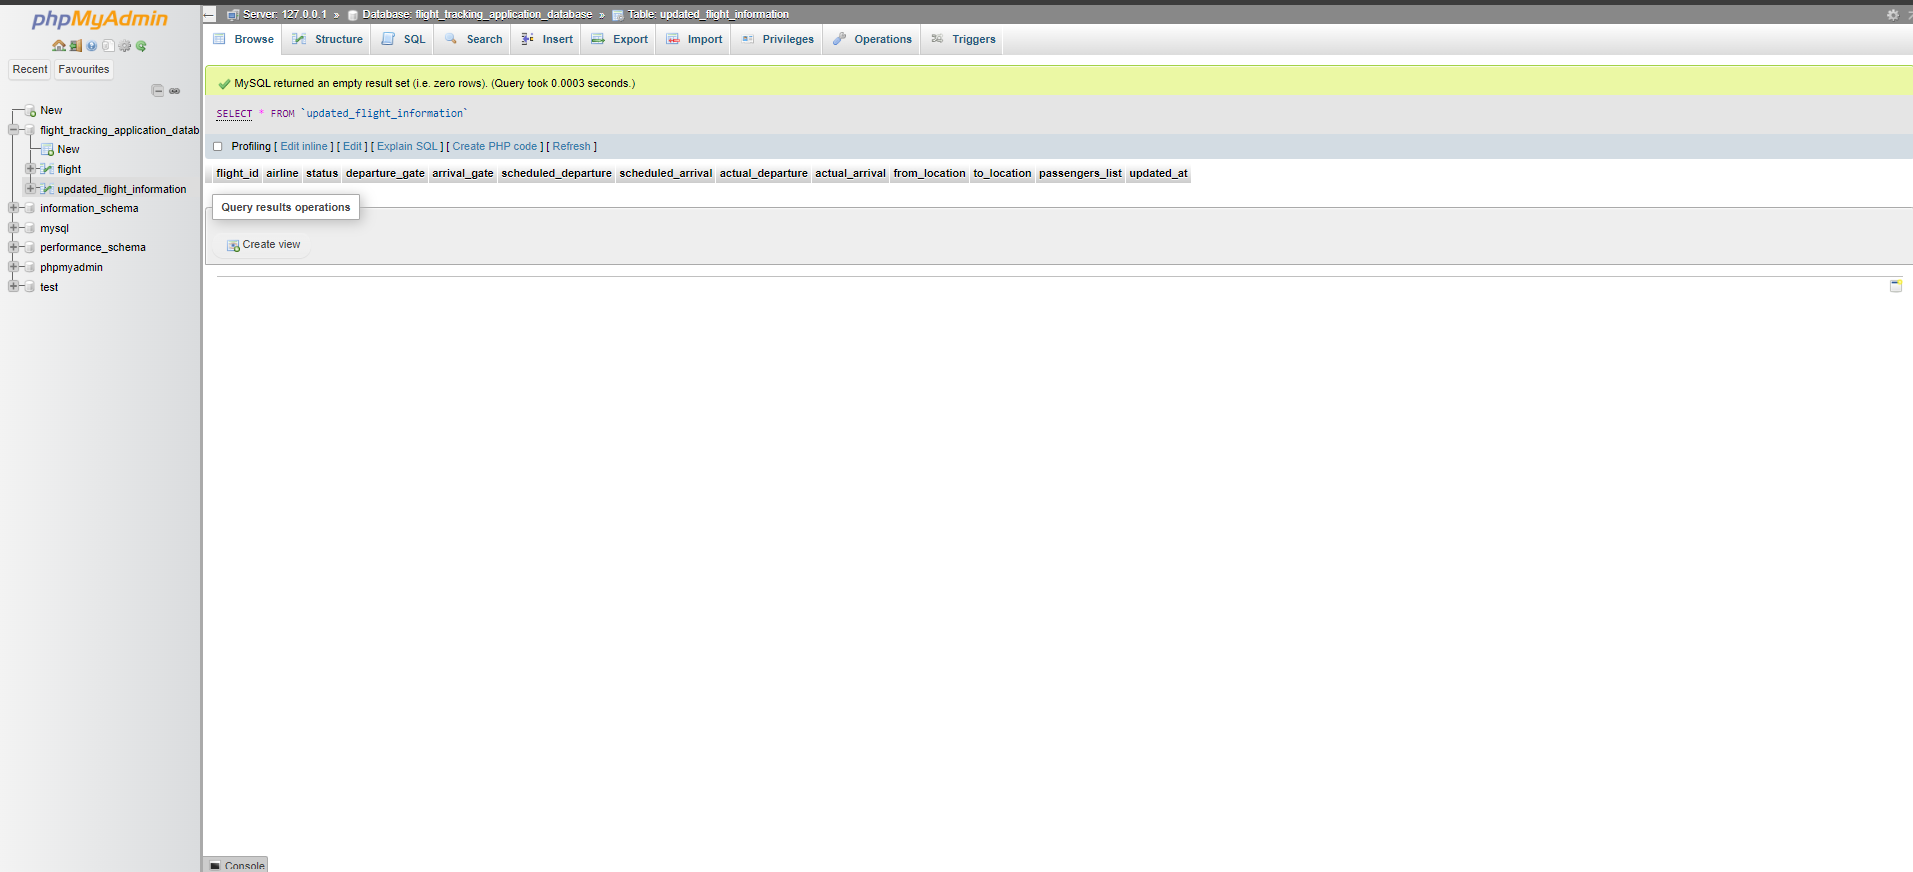 phpMyAdmin
Recent Favourites
New
flight_tracking_application_datab
New
flight
updated_flight_information
information_schema
mysql
performance_schema
phpmyadmin
test
Server: 127.0.0.1 » Database: flight_tracking_application_database » Table: updated_flight_information
Browse Structure SQL Search Insert Export Import Privileges Operations Triggers
MySQL returned an empty result set (i.e. zero rows). (Query took 0.0003 seconds.)
SELECT * FROM `updated_flight_information`
Profiling [ Edit inline ] [ Edit ] [ Explain SQL ] [ Create PHP code ] [ Refresh ]
flight_id airline status departure_gate arrival_gate scheduled_departure scheduled_arrival actual_departure actual_arrival from_location to_location passengers_list updated_at
Query results operations
Create view
Console